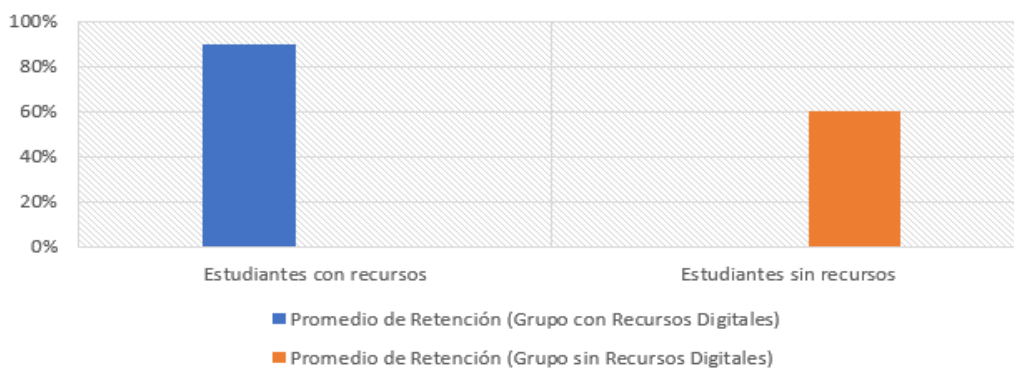 100%
80%
60%
40%
20%
0%
Estudiantes con recursos
Estudiantes sin recursos
Promedio de Retención (Grupo con Recursos Digitales)
Promedio de Retención (Grupo sin Recursos Digitales)